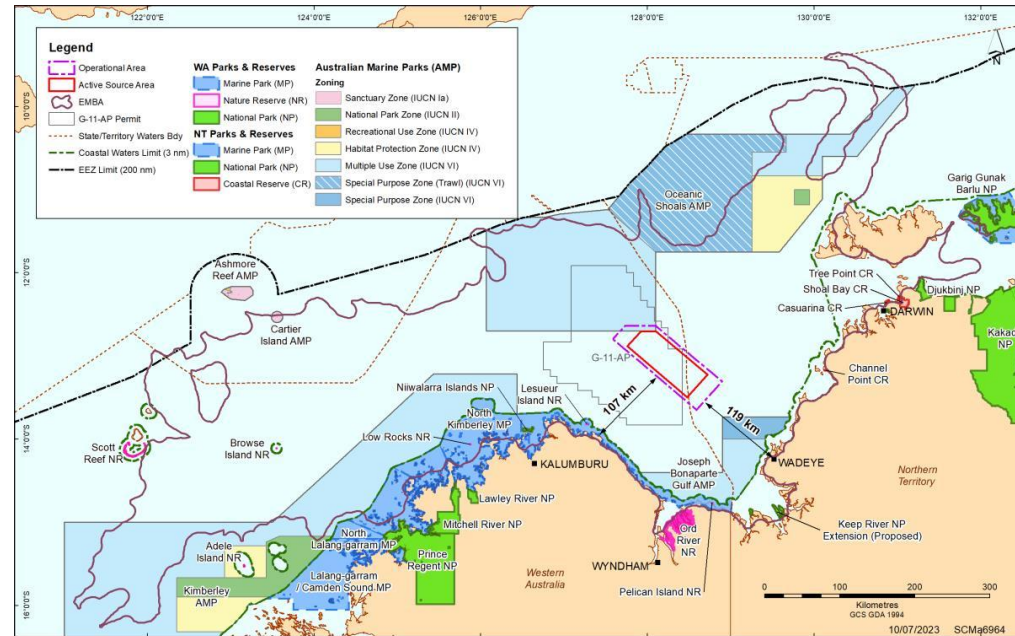 122°0'0"E
124°0'0"E
126°0'0"E
128°0'0"E
130°0'0"E
132°0'0"E
Legend
Operational Area
Active Source Area
EMBA
G-11-AP Permit
State/Territory Waters Bdy
Coastal Waters Limit (3 nm)
EEZ Limit (200 nm)
WA Parks & Reserves
Marine Park (MP)
Nature Reserve (NR)
National Park (NP)
NT Parks & Reserves
Marine Park (MP)
National Park (NP)
Coastal Reserve (CR)
Australian Marine Parks (AMP)
Zoning
Sanctuary Zone (IUCN Ia)
National Park Zone (IUCN II)
Recreational Use Zone (IUCN IV)
Habitat Protection Zone (IUCN IV)
Multiple Use Zone (IUCN VI)
Special Purpose Zone (Trawl) (IUCN VI)
Special Purpose Zone (IUCN VI)
N
10°0'0"S
12°0'0"S
14°0'0"S
16°0'0"S
Oceanic
Shoals AMP
Garig Gunak
Barlu NP
Ashmore
Reef AMP
Cartier
Island AMP
Tree Point CR
Shoal Bay CR
Casuarina CR
Djukbinj NP
DARWIN
Kakadu
NP
Channel
Point CR
G-11-AP
107 km
119 km
Niiwalarra Islands NP
Lesueur
Island NR
North
Kimberley MP
Low Rocks NR
Scott
Reef NR
Browse
Island NR
KALUMBURU
Joseph
Bonaparte
Gulf AMP
WADEYE
Northern
Territory
Lawley River NP
Mitchell River NP
Keep River NP
Extension (Proposed)
Ord
River
NR
Adele
Island NR
North
Lalang-garram MP
Prince
Regent NP
Kimberley
AMP
Lalang-garram
/ Camden Sound MP
Western
Australia
WYNDHAM
Pelican Island NR
0
100
200
300
Kilometres
GCS GDA 1994
10/07/2023 SCMa6964